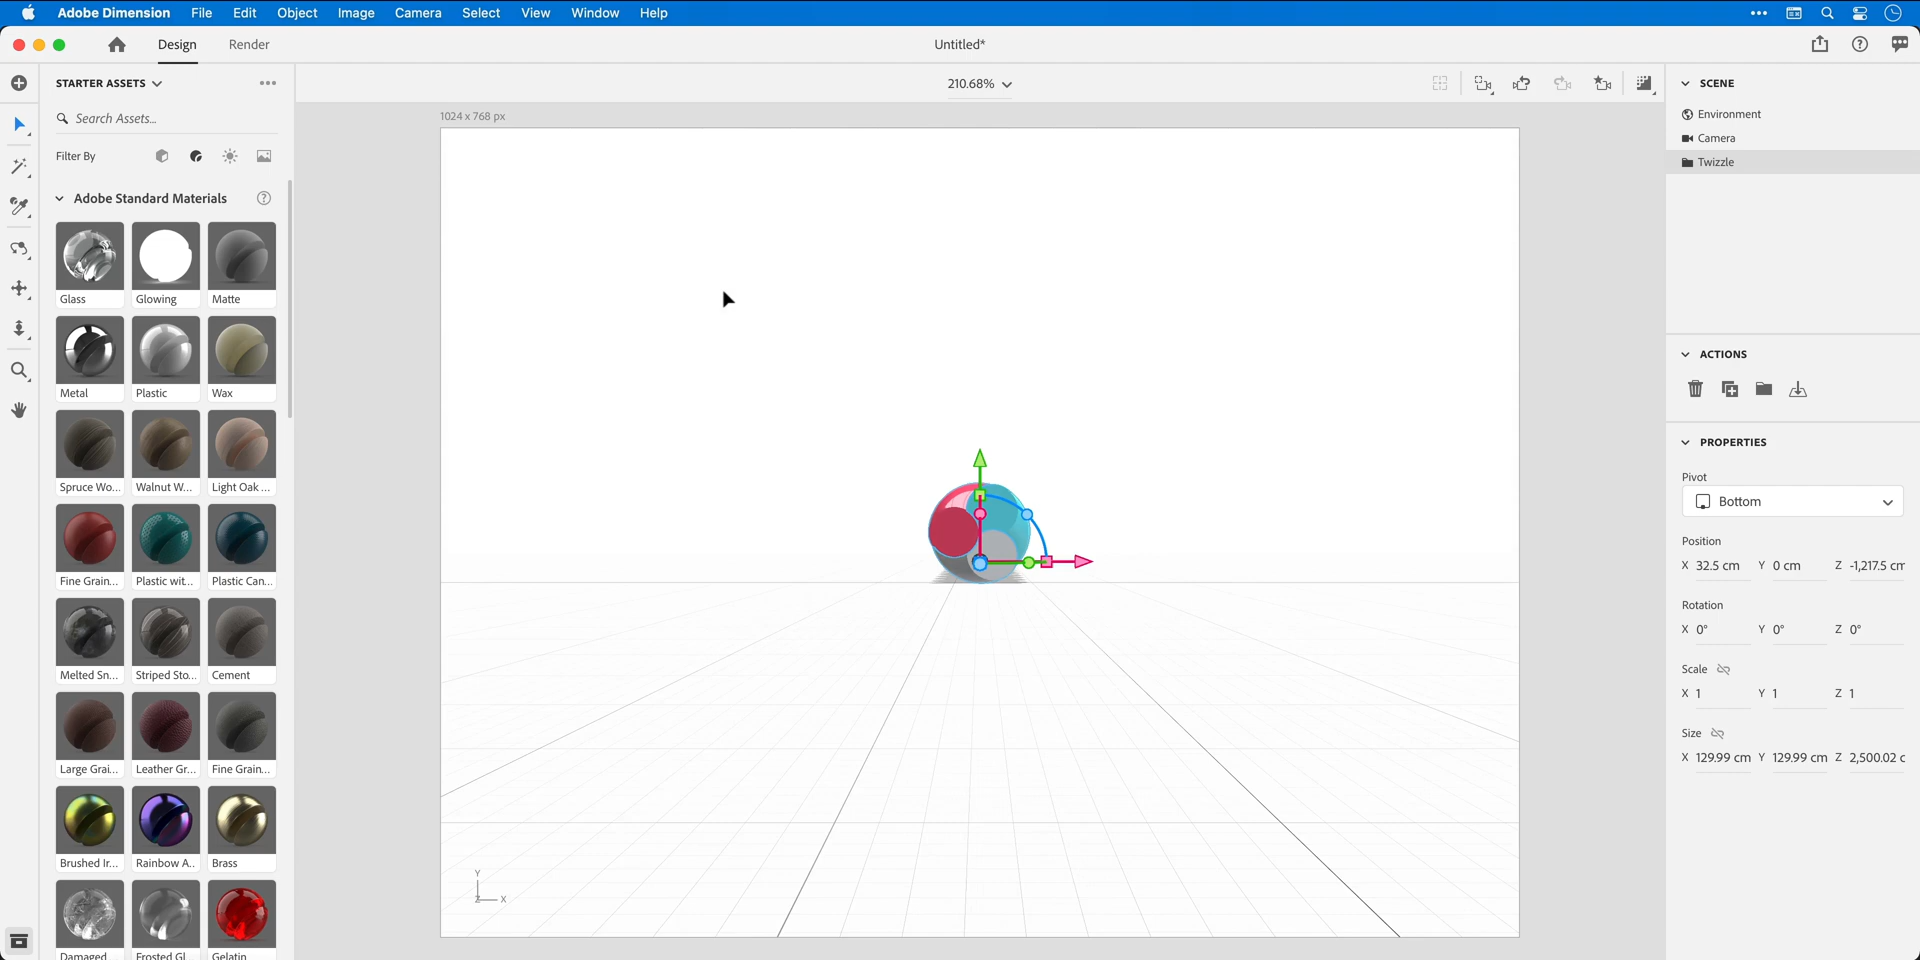 Adobe Dimension File Edit Object Image Camera Select View Window Help
Design Render Untitled*
STARTER ASSETS
Search Assets...
Filter By
Adobe Standard Materials
Glass Glowing Matte
Metal Plastic Wax
Spruce Wo... Walnut W... Light Oak ...
Fine Grain... Plastic wit... Plastic Can...
Melted Sn... Striped Sto... Cement
Large Grai... Leather Gr... Fine Grain...
Brushed Ir... Rainbow A... Brass
Damaged Frosted Gl Gelatin
210.68%
1024 x 768 px
Y
Z X
SCENE
Environment
Camera
Twizzle
ACTIONS
PROPERTIES
Pivot
Bottom
Position
X 32.5 cm Y 0 cm Z -1,217.5 cm
Rotation
X 0° Y 0° Z 0°
Scale
X 1 Y 1 Z 1
Size
X 129.99 cm Y 129.99 cm Z 2,500.02 c